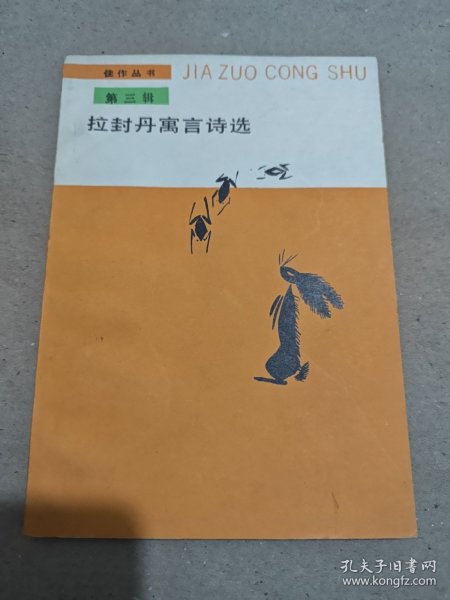 佳作丛书 JIA ZUO CONG SHU
第三辑
拉封丹寓言诗选
孔夫子旧书网
www.kongfz.com